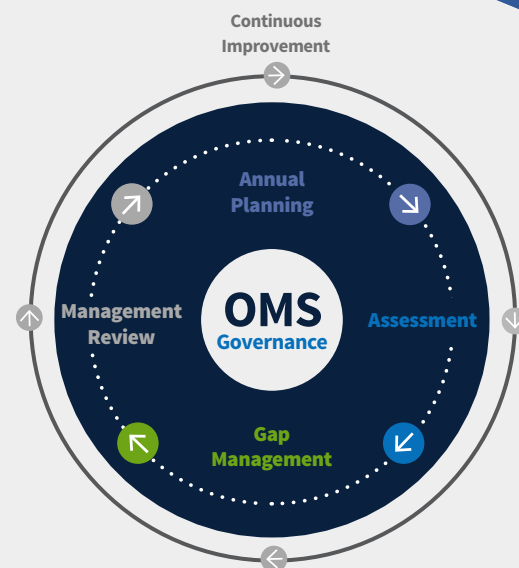 Continuous
Improvement
Annual
Planning
OMS
Governance
Assessment
Gap
Management
Management
Review